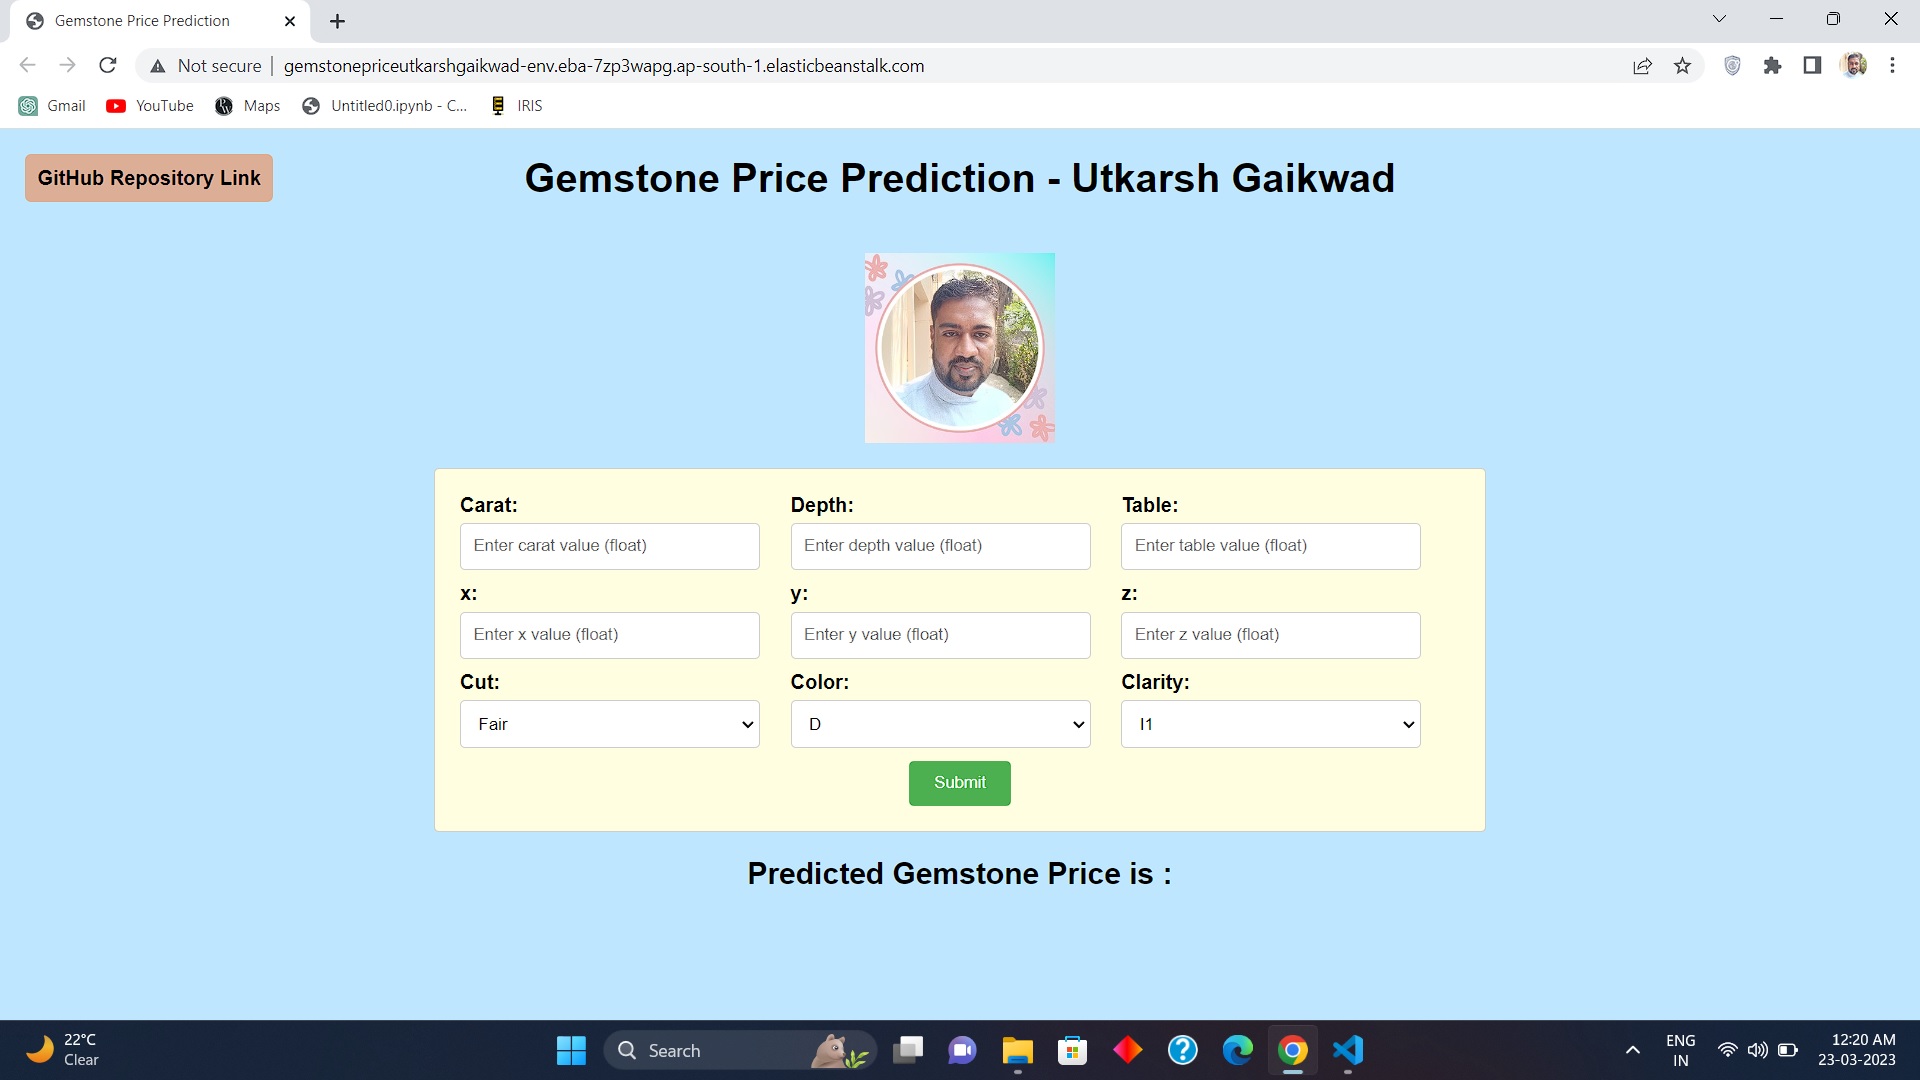 Gemstone Price Prediction
Not secure
gemstonepriceutkarshgaikwad-env.eba-7zp3wapg.ap-south-1.elasticbeanstalk.com
Gmail YouTube Maps Untitled0.ipynb - C... IRIS
GitHub Repository Link
Gemstone Price Prediction - Utkarsh Gaikwad
Carat: Depth: Table:
Enter carat value (float) Enter depth value (float) Enter table value (float)
x: y: z:
Enter x value (float) Enter y value (float) Enter z value (float)
Cut: Color: Clarity:
Fair D I1
Submit
Predicted Gemstone Price is :
22°C
Clear
Search
ENG
IN
12:20 AM
23-03-2023